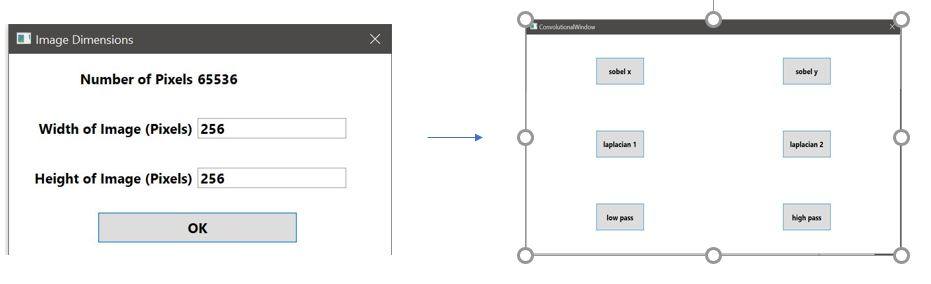 Image Dimensions
Number of Pixels 65536
Width of Image (Pixels) 256
Height of Image (Pixels) 256
OK
ConvolutionalWindow
sobel x
sobel y
laplacian 1
laplacian 2
low pass
high pass